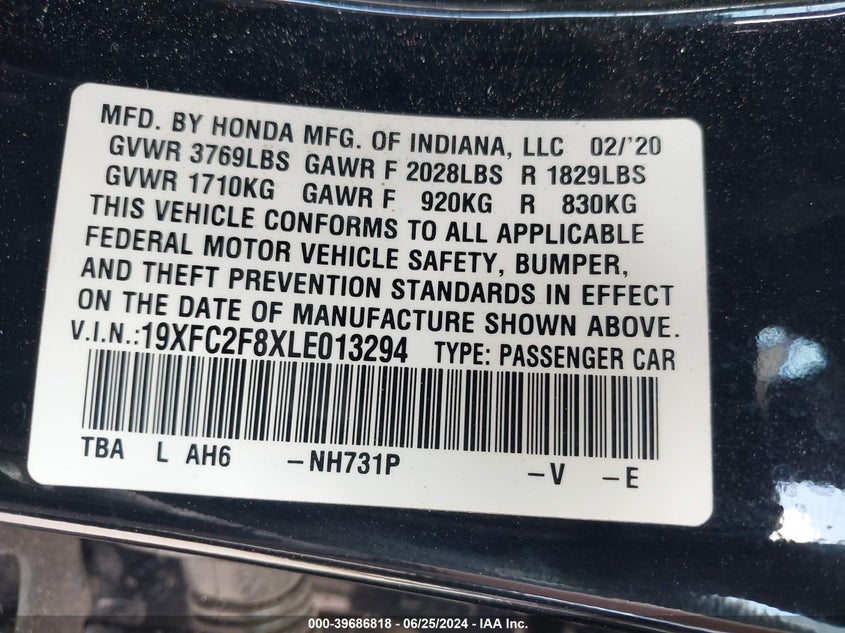 MFD. BY HONDA MFG. OF INDIANA, LLC 02/'20
GVWR 3769LBS GAWR F 2028LBS R 1829LBS
GVWR 1710KG GAWR F 920KG R 830KG
THIS VEHICLE CONFORMS TO ALL APPLICABLE
FEDERAL MOTOR VEHICLE SAFETY, BUMPER,
AND THEFT PREVENTION STANDARDS IN EFFECT
ON THE DATE OF MANUFACTURE SHOWN ABOVE.
V.I.N.:19XFC2F8XLE013294 TYPE: PASSENGER CAR
TBA L AH6 -NH731P -V -E
000-39686818 / 06/25/2024 - IAA Inc.